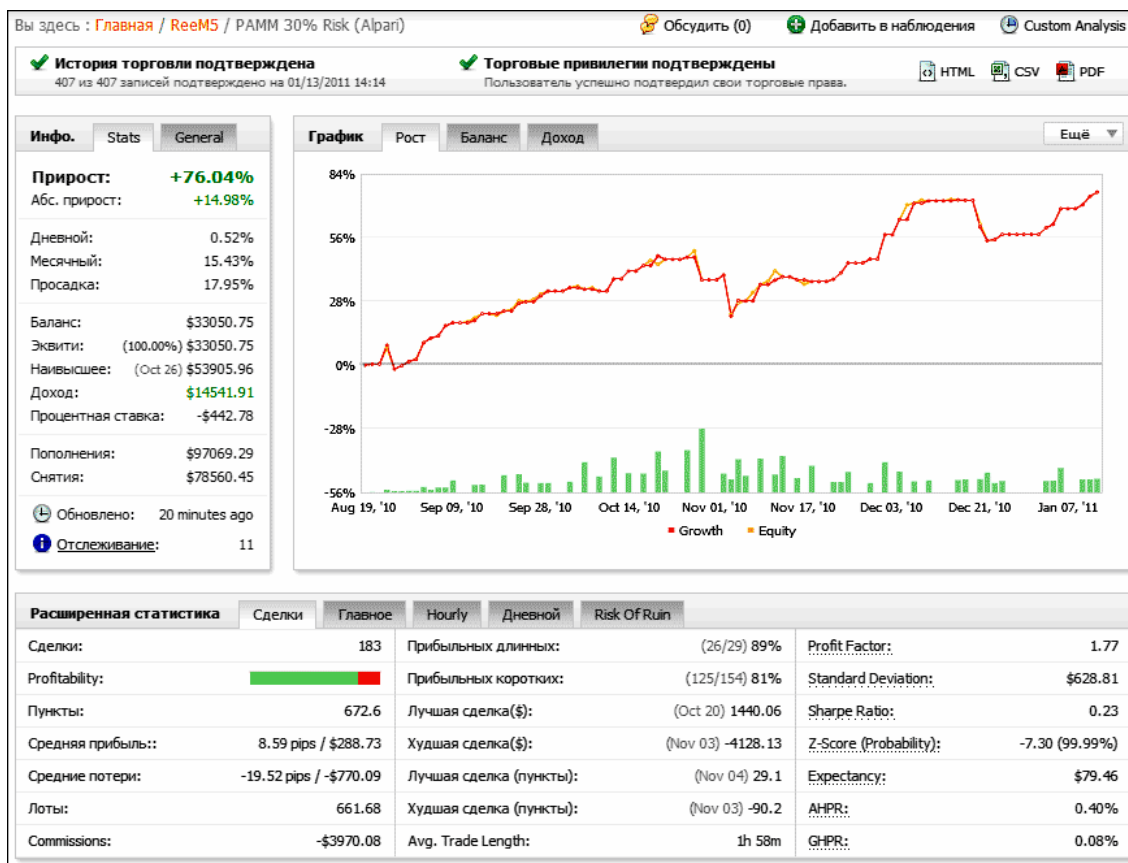 Вы здесь : Главная / ReeM5 / PAMM 30% Risk (Alpari) Обсудить (0) Добавить в наблюдения Custom Analysis
История торговли подтверждена
407 из 407 записей подтверждено на 01/13/2011 14:14
Торговые привилегии подтверждены
Пользователь успешно подтвердил свои торговые права.
HTML CSV PDF
Инфо. Stats General
Прирост: +76.04%
Абс. прирост: +14.98%
Дневной: 0.52%
Месячный: 15.43%
Просадка: 17.95%
Баланс: $33050.75
Эквити: (100.00%) $33050.75
Наивысшее: (Oct 26) $53905.96
Доход: $14541.91
Процентная ставка: -$442.78
Пополнения: $97069.29
Снятия: $78560.45
Обновлено: 20 minutes ago
Отслеживание: 11
График Рост Баланс Доход Ещё
84%
56%
28%
0%
-28%
-56%
Aug 19, '10 Sep 09, '10 Sep 28, '10 Oct 14, '10 Nov 01, '10 Nov 17, '10 Dec 03, '10 Dec 21, '10 Jan 07, '11
Growth Equity
Расширенная статистика Сделки Главное Hourly Дневной Risk Of Ruin
Сделки: 183 Прибыльных длинных: (26/29) 89% Profit Factor: 1.77
Profitability: Прибыльных коротких: (125/154) 81% Standard Deviation: $628.81
Пункты: 672.6 Лучшая сделка($): (Oct 20) 1440.06 Sharpe Ratio: 0.23
Средняя прибыль:: 8.59 pips / $288.73 Худшая сделка($): (Nov 03) -4128.13 Z-Score (Probability): -7.30 (99.99%)
Средние потери: -19.52 pips / -$770.09 Лучшая сделка (пункты): (Nov 04) 29.1 Expectancy: $79.46
Лоты: 661.68 Худшая сделка (пункты): (Nov 03) -90.2 AHPR: 0.40%
Commissions: -$3970.08 Avg. Trade Length: 1h 58m GHPR: 0.08%